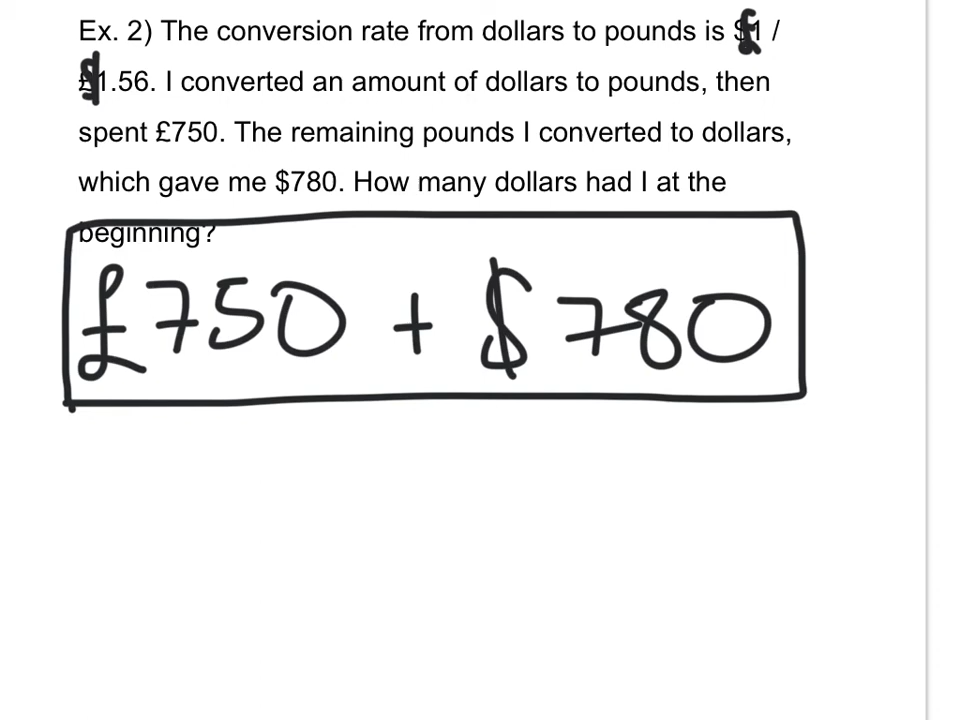 Ex. 2) The conversion rate from dollars to pounds is £1 /
$1.56. I converted an amount of dollars to pounds, then
spent £750. The remaining pounds I converted to dollars,
which gave me $780. How many dollars had I at the
beginning?
£750 + $780